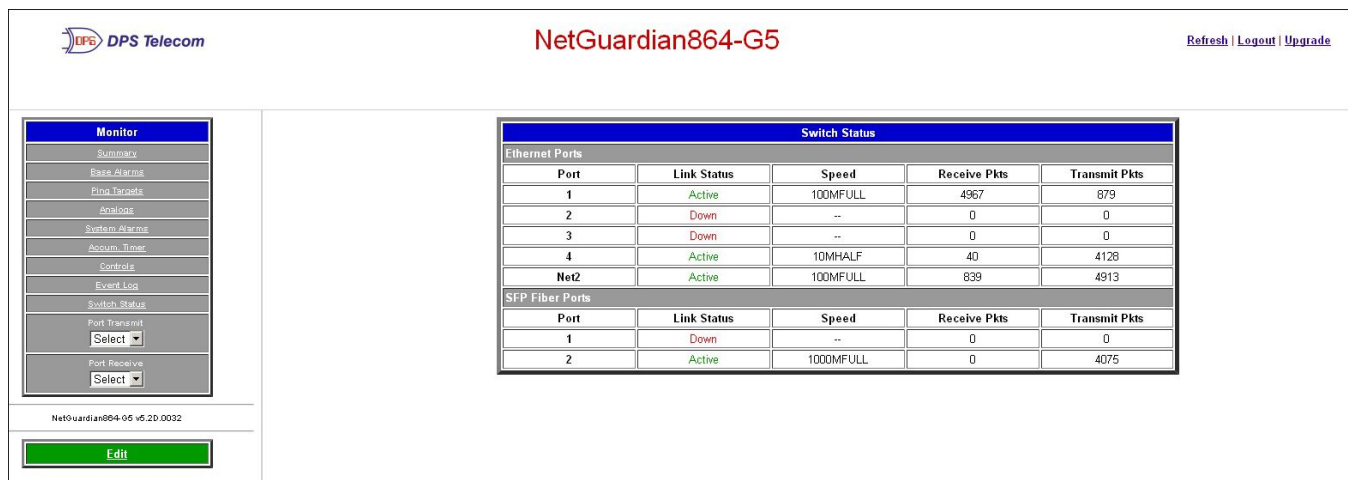 DPS DPS Telecom
NetGuardian864-G5
Refresh | Logout | Upgrade
Monitor
Summary
Base Alarms
Ping Targets
Analogs
System Alarms
Accum. Timer
Controls
Event Log
Switch Status
Port Transmit
Select
Port Receive
Select
NetGuardian864-G5 v5.2D.0032
Edit
Switch Status
Ethernet Ports
Port Link Status Speed Receive Pkts Transmit Pkts
1 Active 100MFULL 4967 879
2 Down -- 0 0
3 Down -- 0 0
4 Active 10MHALF 40 4128
Net2 Active 100MFULL 839 4913
SFP Fiber Ports
Port Link Status Speed Receive Pkts Transmit Pkts
1 Down -- 0 0
2 Active 1000MFULL 0 4075